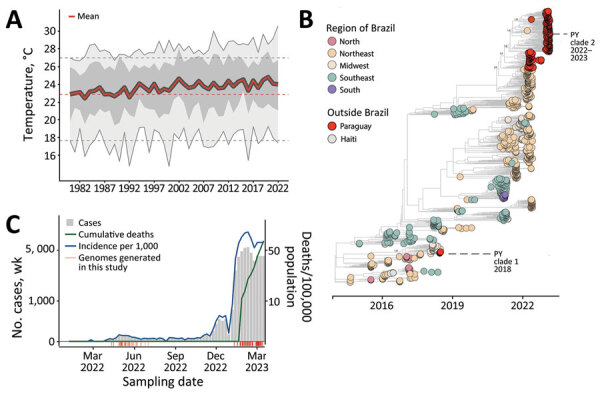 A
Temperature, °C
30
28
26
24
22
20
18
16
Mean
1982 1987 1992 1997 2002 2007 2012 2017 2022
B
Region of Brazil
North
Northeast
Midwest
Southeast
South
Outside Brazil
Paraguay
Haiti
PY
clade 2
2022–
2023
PY
clade 1
2018
2016 2019 2022
C
No. cases, wk
5,000
1,000
0
Cases
Cumulative deaths
Incidence per 1,000
Genomes generated
in this study
50
10
Deaths/100,000
population
Mar Jun Sep Dec Mar
2022 2022 2022 2022 2023
Sampling date